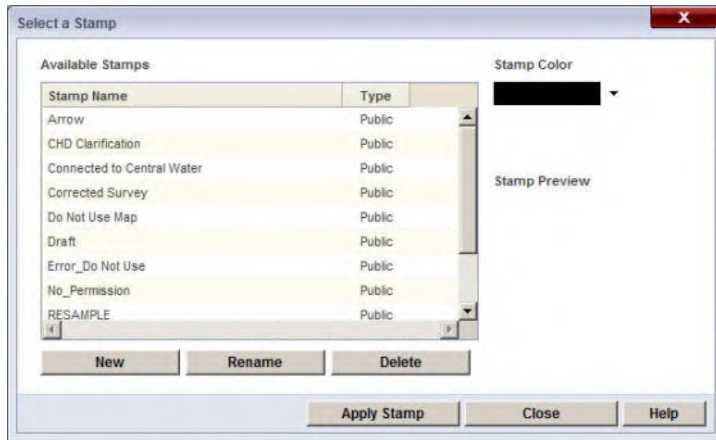 Select a Stamp
X
Available Stamps
Stamp Color
Stamp Name Type
Arrow Public
CHD Clarification Public
Connected to Central Water Public
Corrected Survey Public
Stamp Preview
Do Not Use Map Public
Draft Public
Error_Do Not Use Public
No_Permission Public
RESAMPLE Public
New Rename Delete
Apply Stamp Close Help